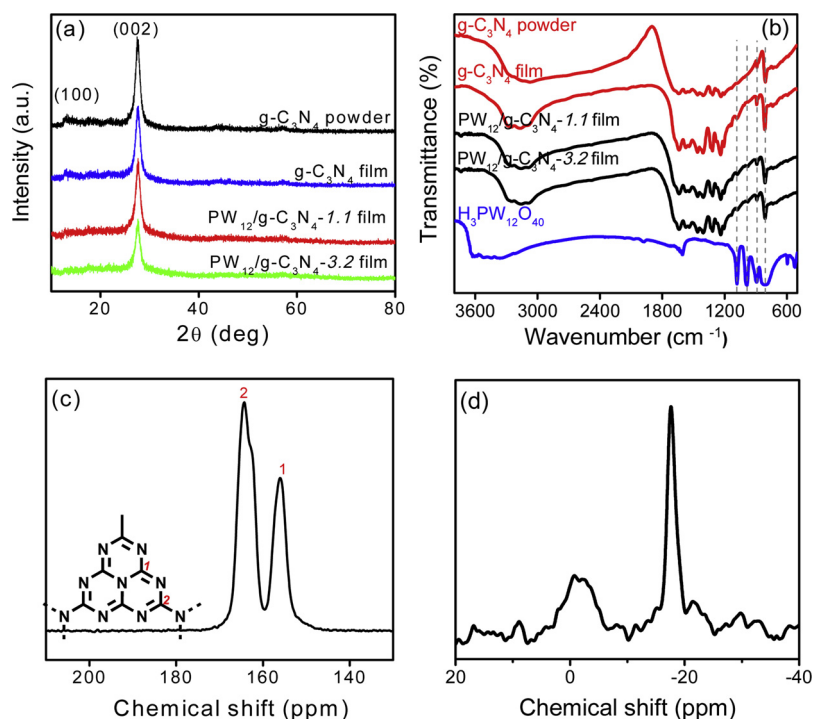 (a)
(002)
(100)
g-C₃N₄ powder
g-C₃N₄ film
PW₁₂/g-C₃N₄-1.1 film
PW₁₂/g-C₃N₄-3.2 film
Intensity (a.u.)
20 40 60 80
2θ (deg)
(b)
g-C₃N₄ powder
g-C₃N₄ film
PW₁₂/g-C₃N₄-1.1 film
PW₁₂/g-C₃N₄-3.2 film
H₃PW₁₂O₄₀
Transmittance (%)
3600 3000 2400 1800 1200 600
Wavenumber (cm⁻¹)
(c)
2
1
N N
1
N N N
2
N N N N
200 180 160 140
Chemical shift (ppm)
(d)
20 0 -20 -40
Chemical shift (ppm)